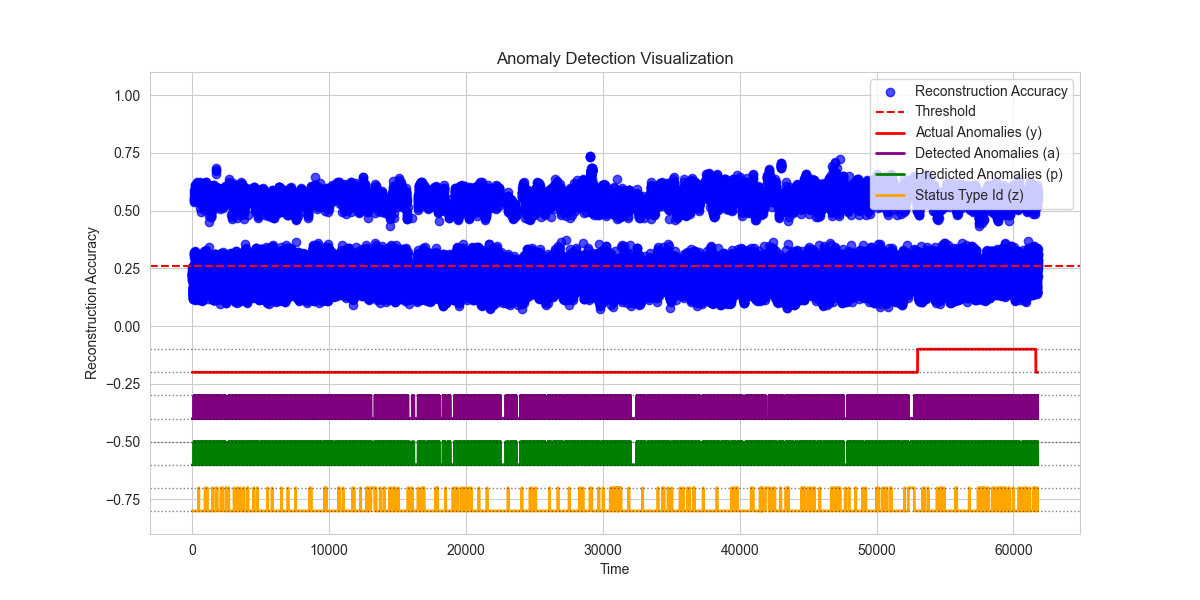 Anomaly Detection Visualization
Reconstruction Accuracy
1.00
0.75
0.50
0.25
0.00
−0.25
−0.50
−0.75
Reconstruction Accuracy
Threshold
Actual Anomalies (y)
Detected Anomalies (a)
Predicted Anomalies (p)
Status Type Id (z)
0
10000
20000
30000
40000
50000
60000
Time